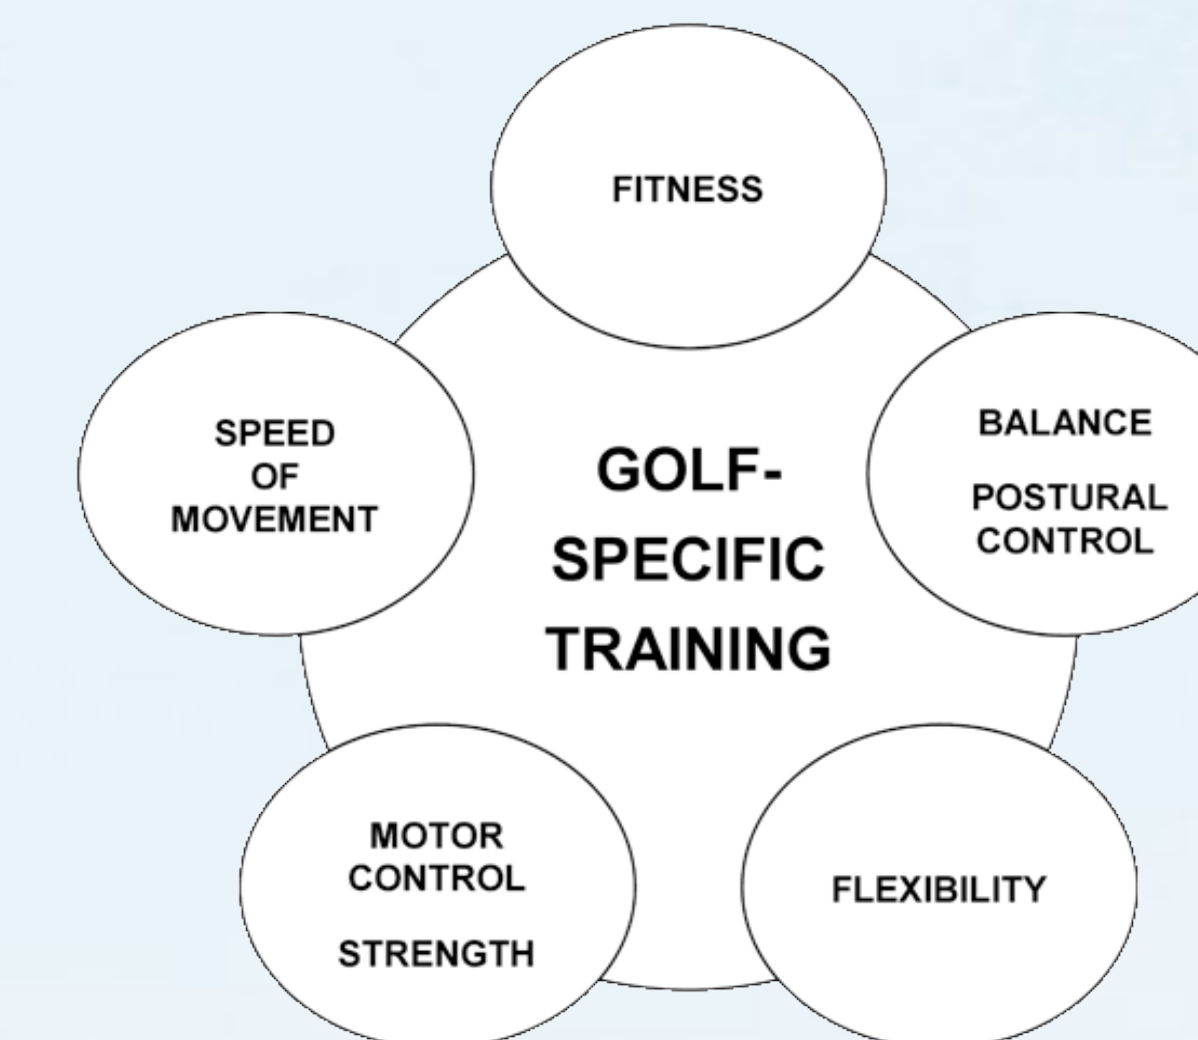 FITNESS
SPEED
OF
MOVEMENT
GOLF-
SPECIFIC
TRAINING
BALANCE
POSTURAL
CONTROL
MOTOR
CONTROL
STRENGTH
FLEXIBILITY